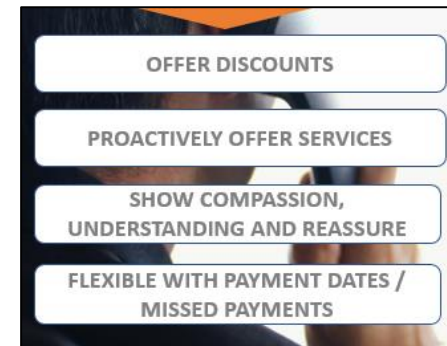 OFFER DISCOUNTS
PROACTIVELY OFFER SERVICES
SHOW COMPASSION,
UNDERSTANDING AND REASSURE
FLEXIBLE WITH PAYMENT DATES /
MISSED PAYMENTS